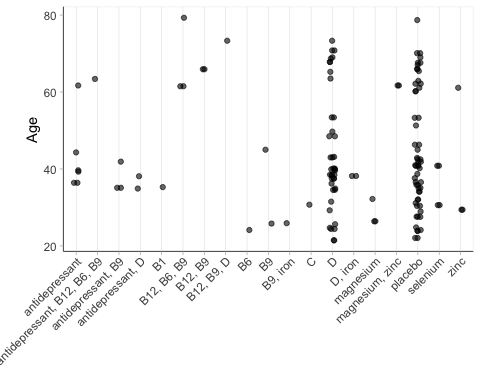 80
60
40
20
Age
antidepressant
antidepressant, B12, B6, B9
antidepressant, B9
antidepressant, D
B1
B12, B6, B9
B12, B9
B12, B9, D
B6
B9
B9, iron
C
D
D, iron
magnesium
magnesium, zinc
placebo
selenium
zinc